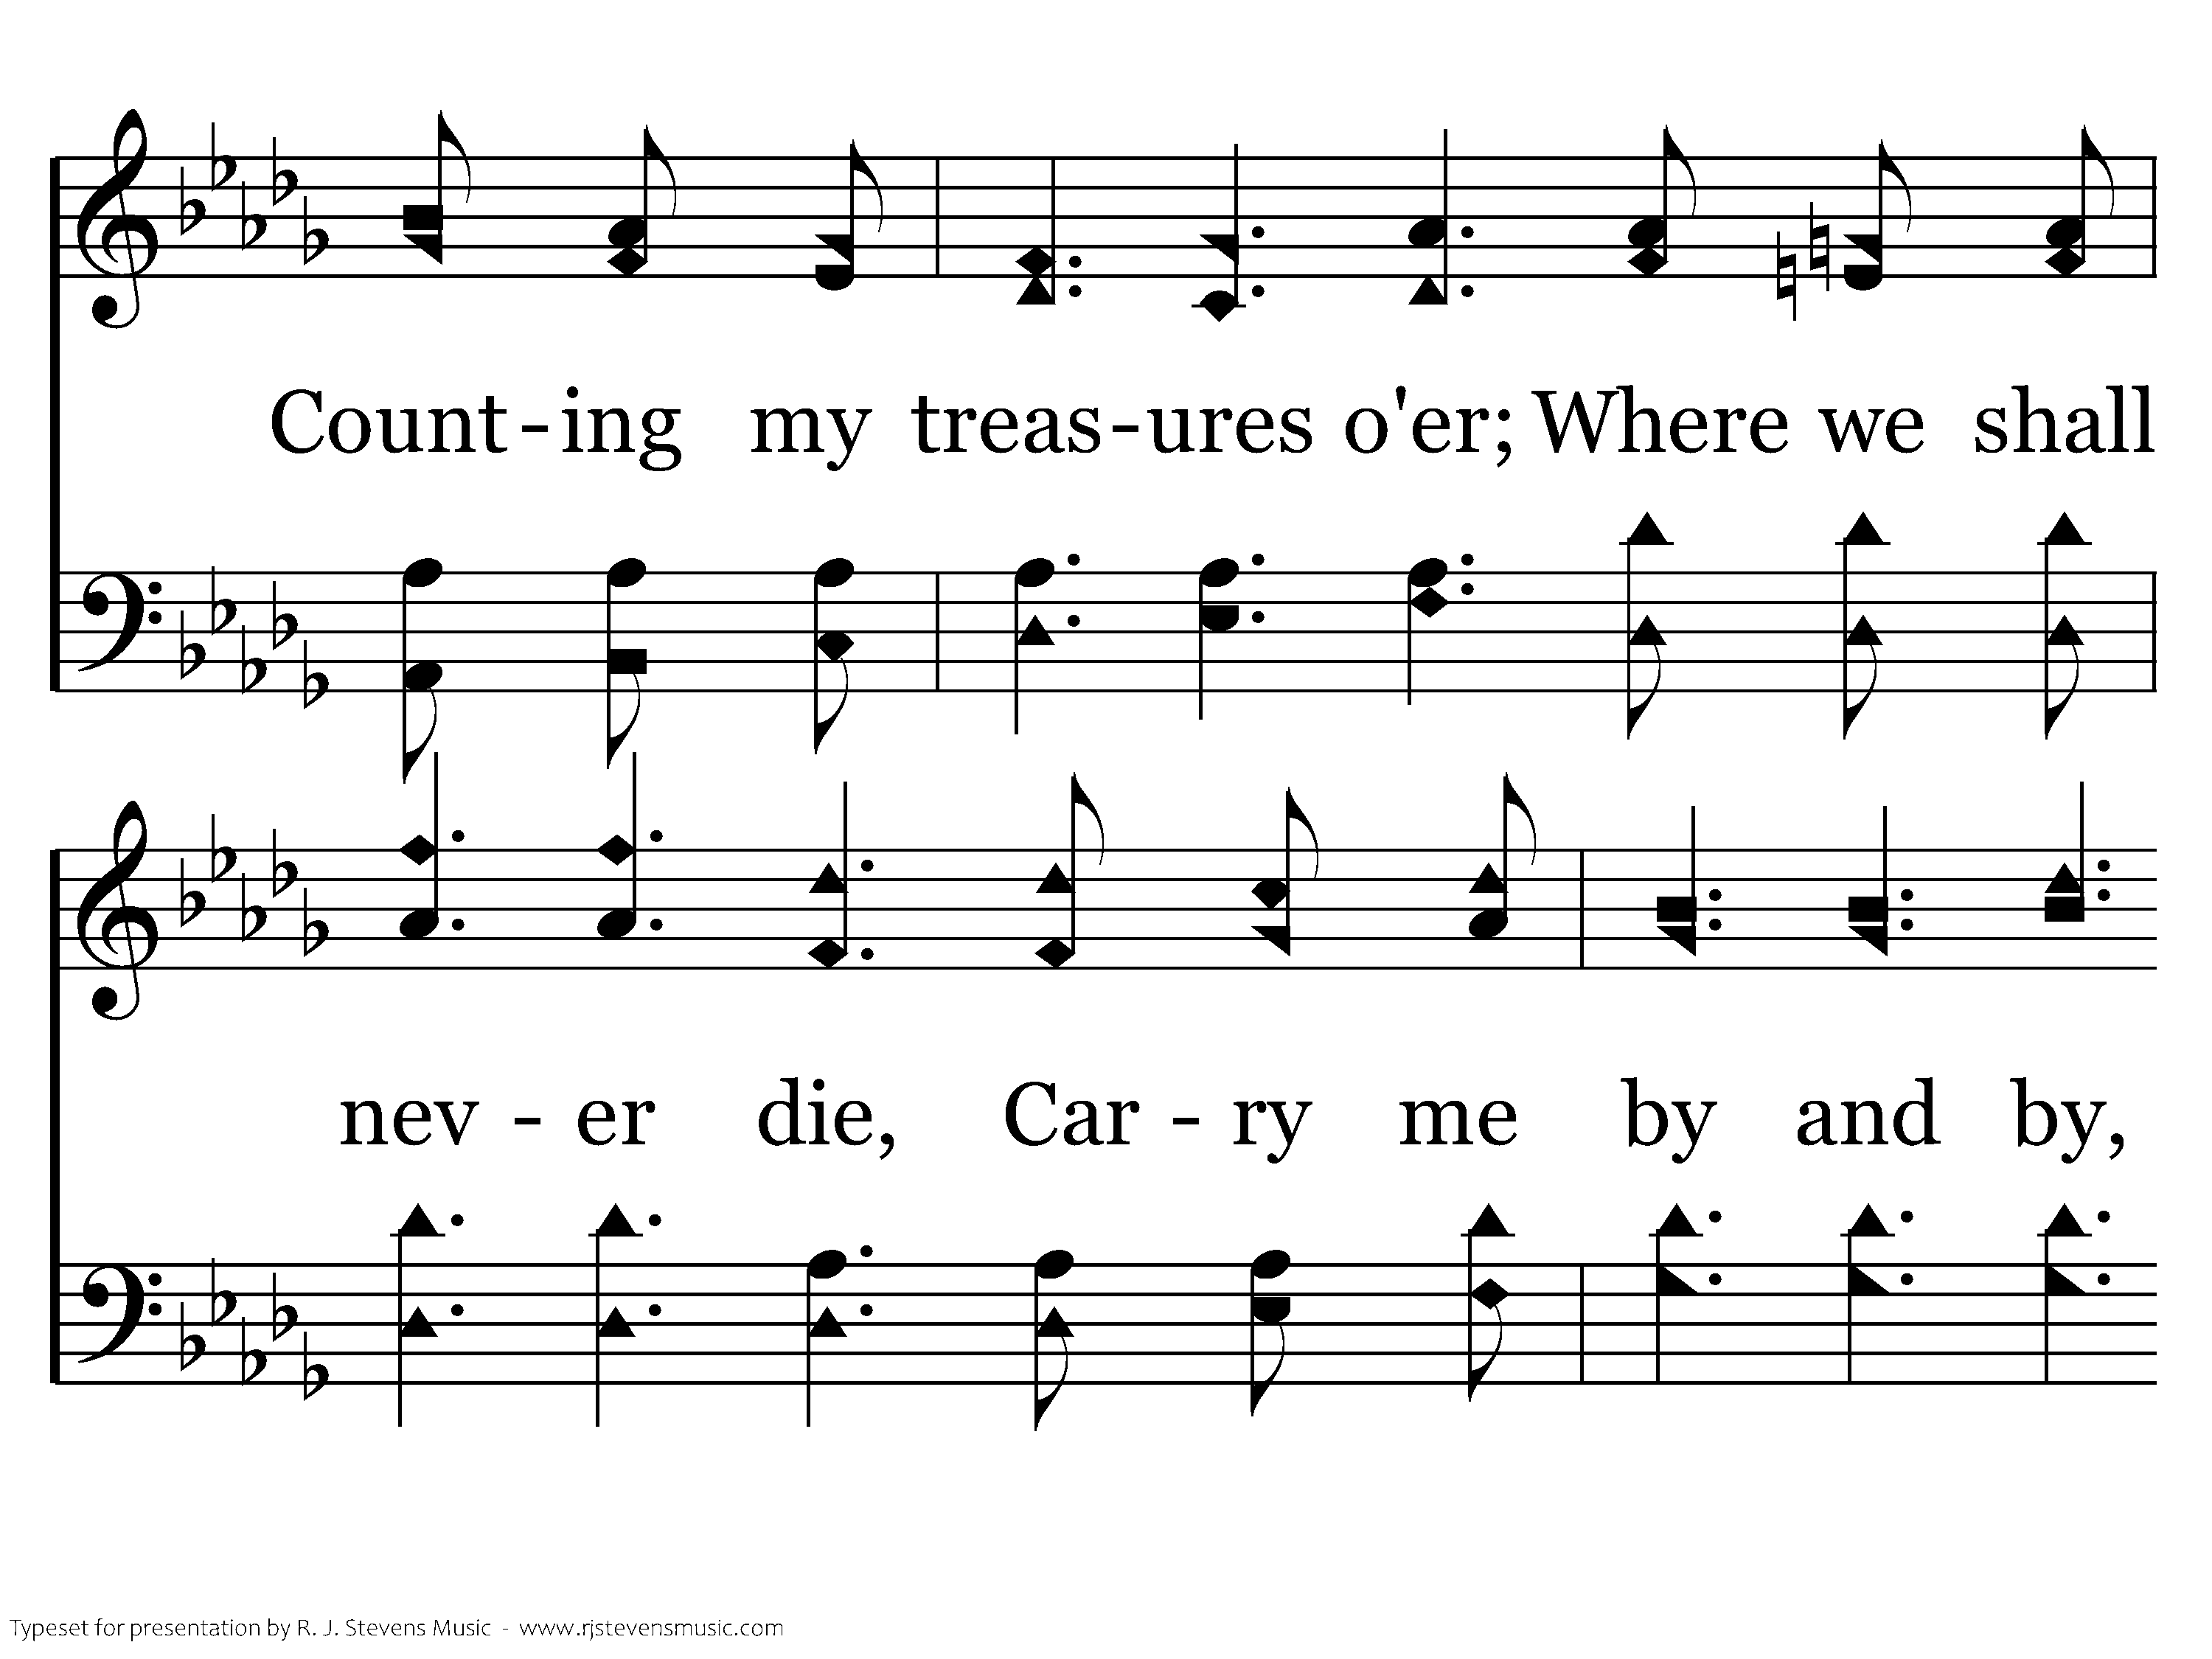 Count - ing my treas - ures o'er; Where we shall
nev - er die, Car - ry me by and by,
Typeset for presentation by R. J. Stevens Music - www.rjstevensmusic.com